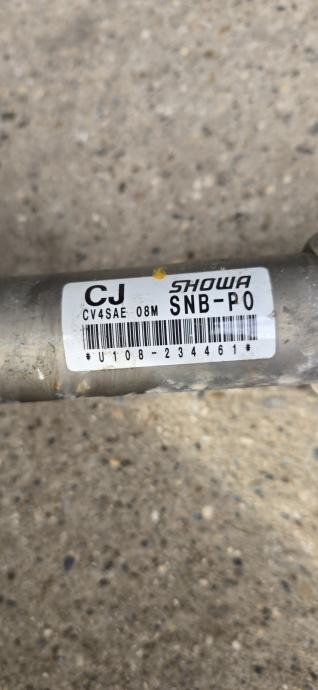 CJ SHOWA
CV4SAE 08M SNB-P0
*U108-234461*